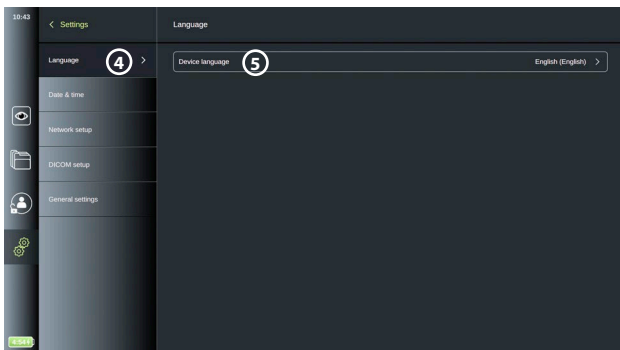 10:43
Settings
Language
Language 4
Device language 5 English (English)
Date & time
Network setup
DICOM setup
General settings